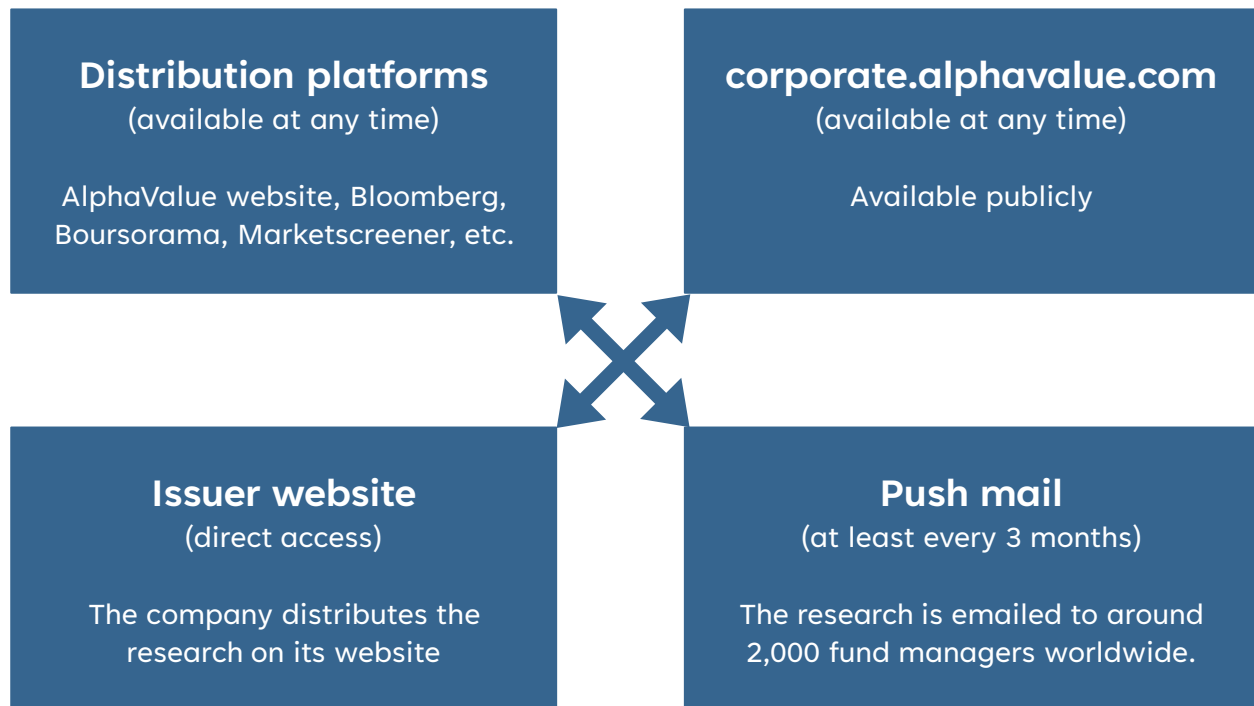 Distribution platforms
(available at any time)
AlphaValue website, Bloomberg,
Boursorama, Marketscreener, etc.
corporate.alphavalue.com
(available at any time)
Available publicly
Issuer website
(direct access)
The company distributes the
research on its website
Push mail
(at least every 3 months)
The research is emailed to around
2,000 fund managers worldwide.